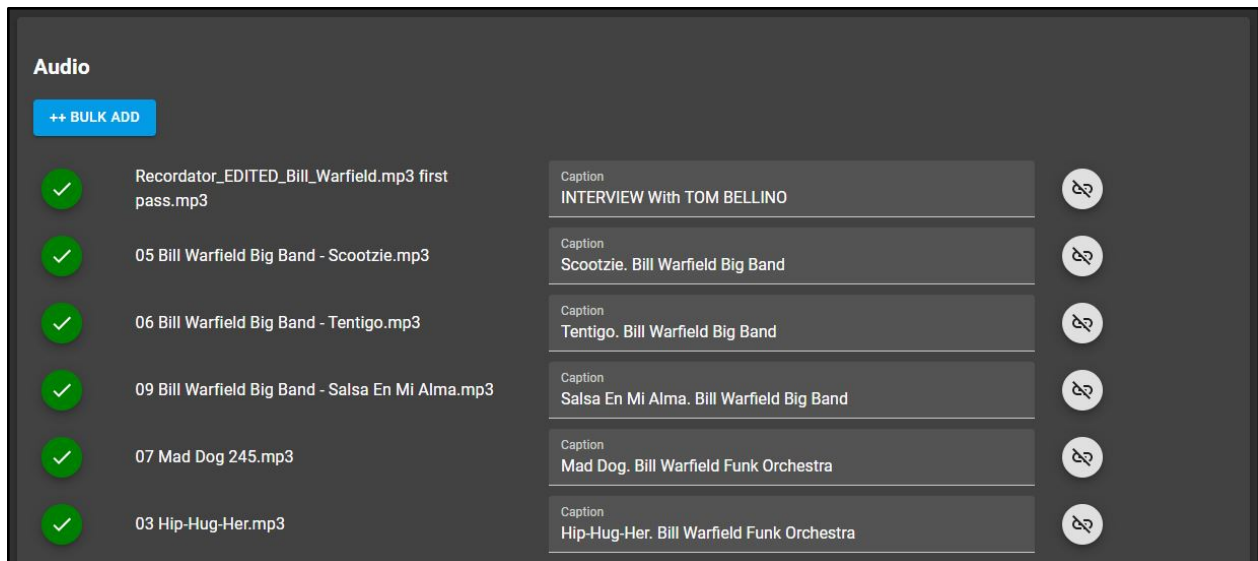 Audio
++ BULK ADD
Recordator_EDITED_Bill_Warfield.mp3 first
pass.mp3
Caption
INTERVIEW With TOM BELLINO
05 Bill Warfield Big Band - Scootzie.mp3
Caption
Scootzie. Bill Warfield Big Band
06 Bill Warfield Big Band - Tentigo.mp3
Caption
Tentigo. Bill Warfield Big Band
09 Bill Warfield Big Band - Salsa En Mi Alma.mp3
Caption
Salsa En Mi Alma. Bill Warfield Big Band
07 Mad Dog 245.mp3
Caption
Mad Dog. Bill Warfield Funk Orchestra
03 Hip-Hug-Her.mp3
Caption
Hip-Hug-Her. Bill Warfield Funk Orchestra